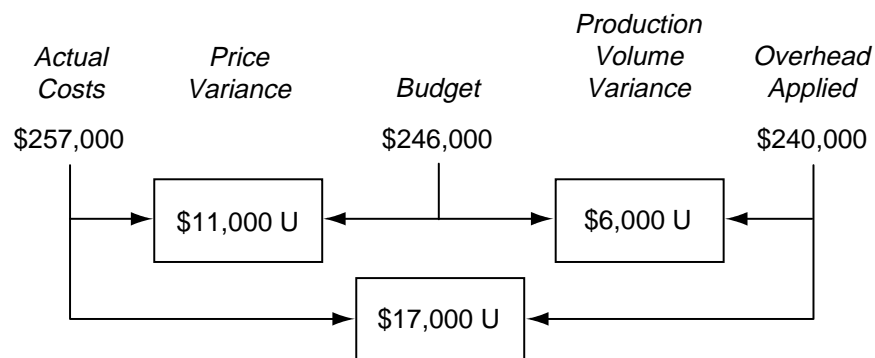 Actual
Costs
$257,000
Price
Variance
Budget
$246,000
Production
Volume
Variance
Overhead
Applied
$240,000
$11,000 U
$6,000 U
$17,000 U